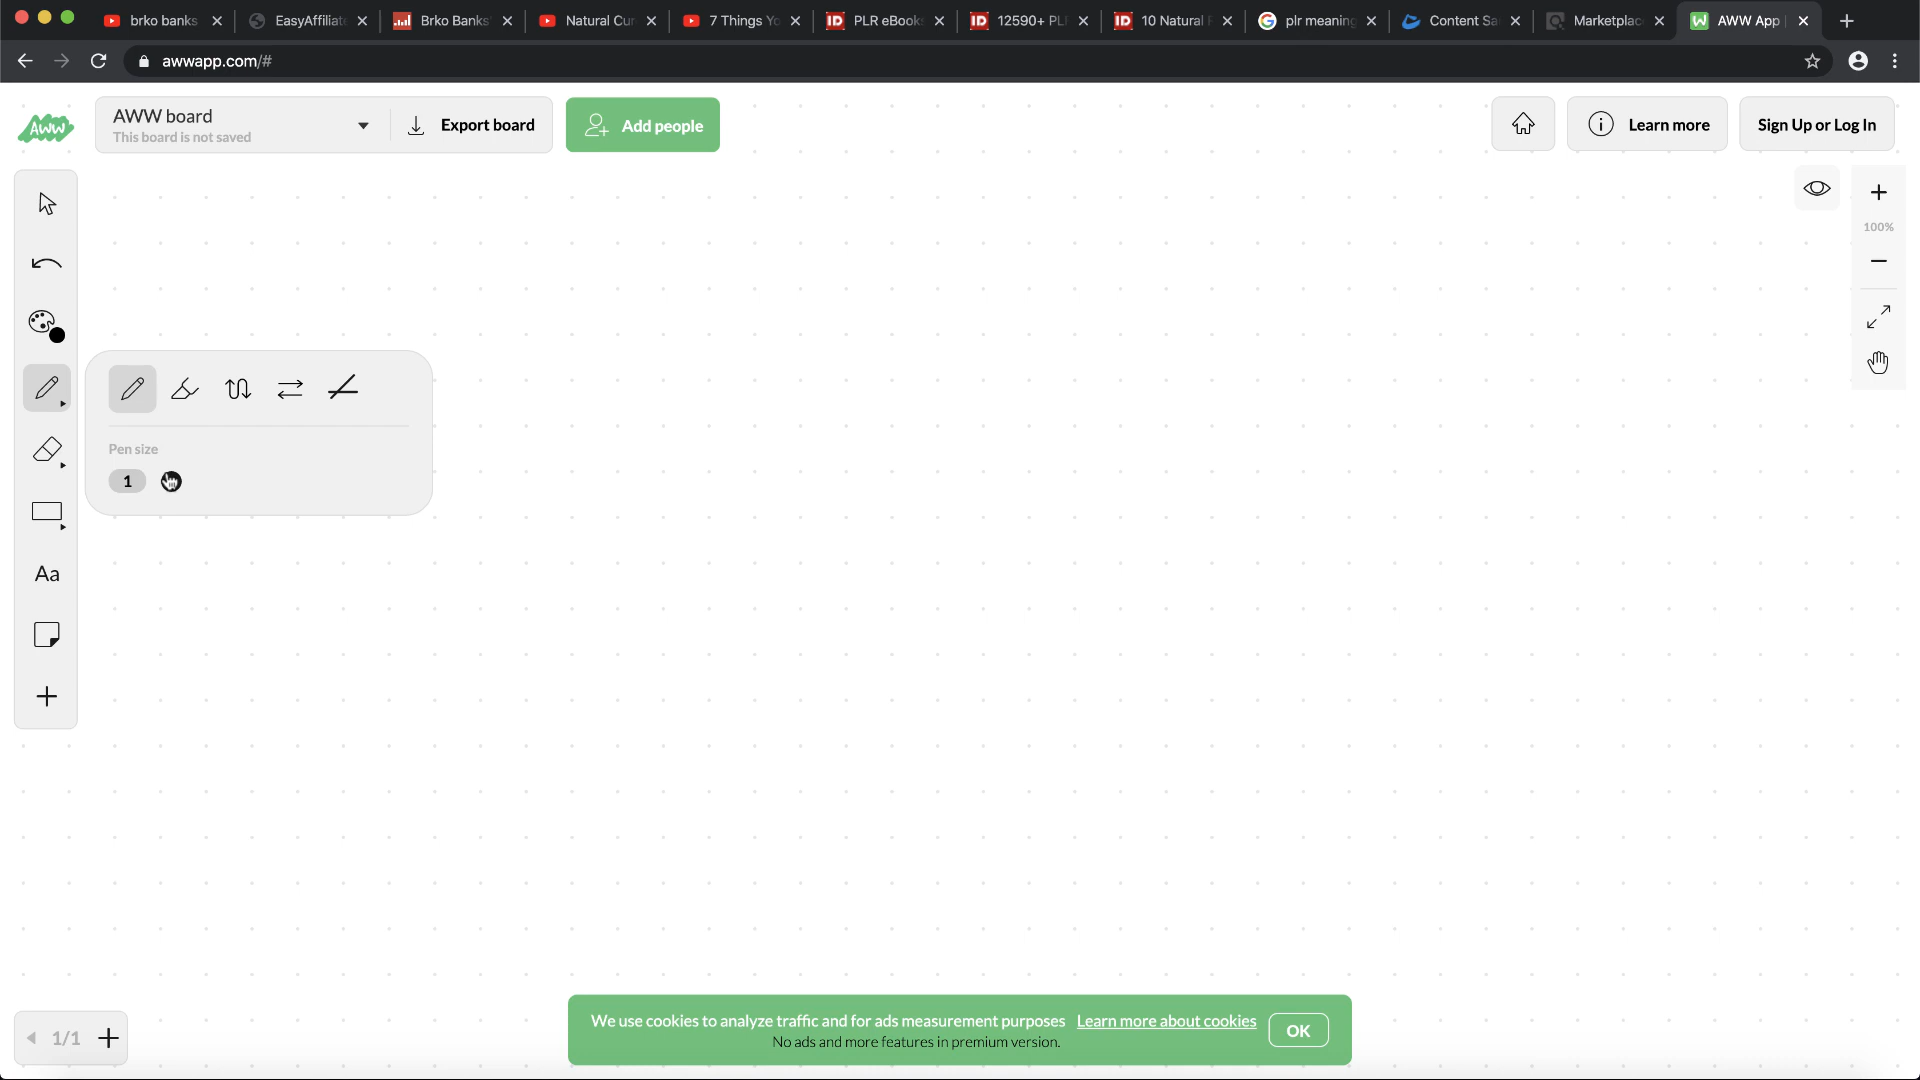 brko banks
EasyAffiliate
Brko Banks'
Natural Cur
7 Things Yo
PLR eBooks
12590+ PL
10 Natural
plr meaning
Content Sa
Marketplac
AWW App |
awwapp.com/#
AWW
AWW board
This board is not saved
Export board
Add people
Learn more
Sign Up or Log In
100%
Pen size
1
Aa
1/1
We use cookies to analyze traffic and for ads measurement purposes Learn more about cookies
No ads and more features in premium version.
OK